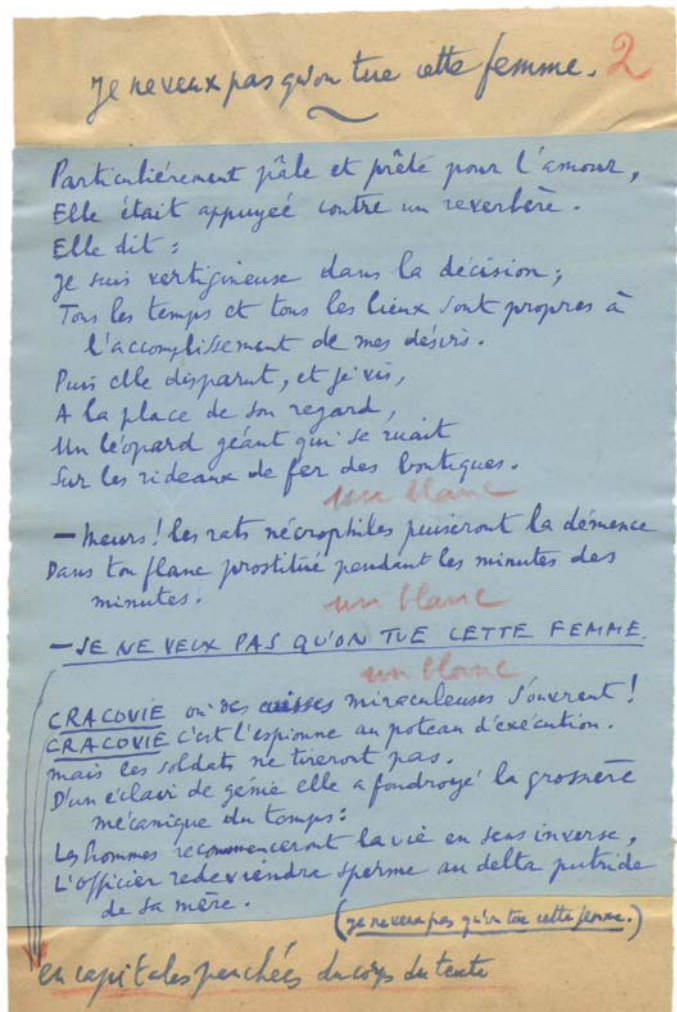 Je ne veux pas qu'on tue cette femme. 2
Particulièrement pâle et prête pour l'amour,
Elle était appuyée contre un reverbère.
Elle dit :
Je suis vertigineuse dans la décision ;
Tous les temps et tous les lieux sont propres à
l'accomplissement de mes désirs.
Puis elle disparut, et je vis,
A la place de son regard,
Un léopard géant qui se ruait
Sur les rideaux de fer des boutiques.
un blanc
— Meurs ! les rats nécrophiles puiseront la démence
Dans ton flanc prostitué pendant les minutes des
minutes.
un blanc
— JE NE VEUX PAS QU'ON TUE CETTE FEMME.
un blanc
CRACOVIE où des cuisses miraculeuses s'ouvrent !
CRACOVIE c'est l'espionne au poteau d'exécution.
mais les soldats ne tireront pas.
D'un éclair de génie elle a foudroyé la grossière
mécanique du temps :
Les hommes recommenceront la vie en sens inverse,
L'officier redeviendra sperme au delta putride
de sa mère.
(je ne veux pas qu'on tue cette femme.)
en capitales penchées du corps du texte